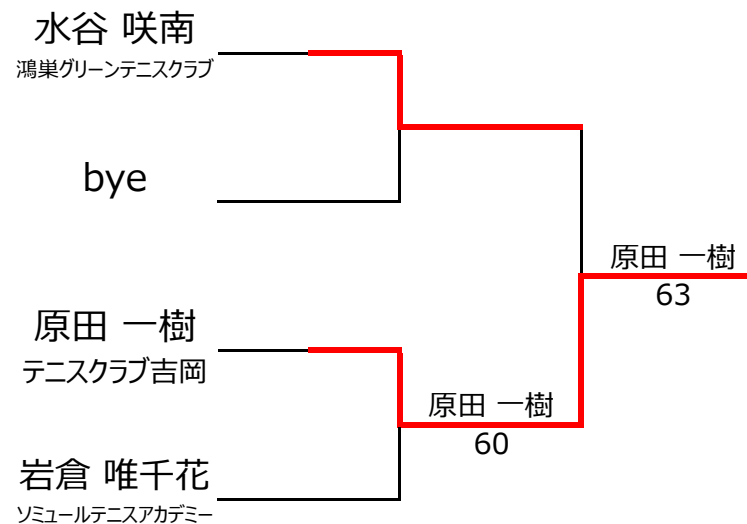 水谷 咲南
鴻巣グリーンテニスクラブ
bye
原田 一樹
63
原田 一樹
テニスクラブ吉岡
原田 一樹
60
岩倉 唯千花
ソミュールテニスアカデミー